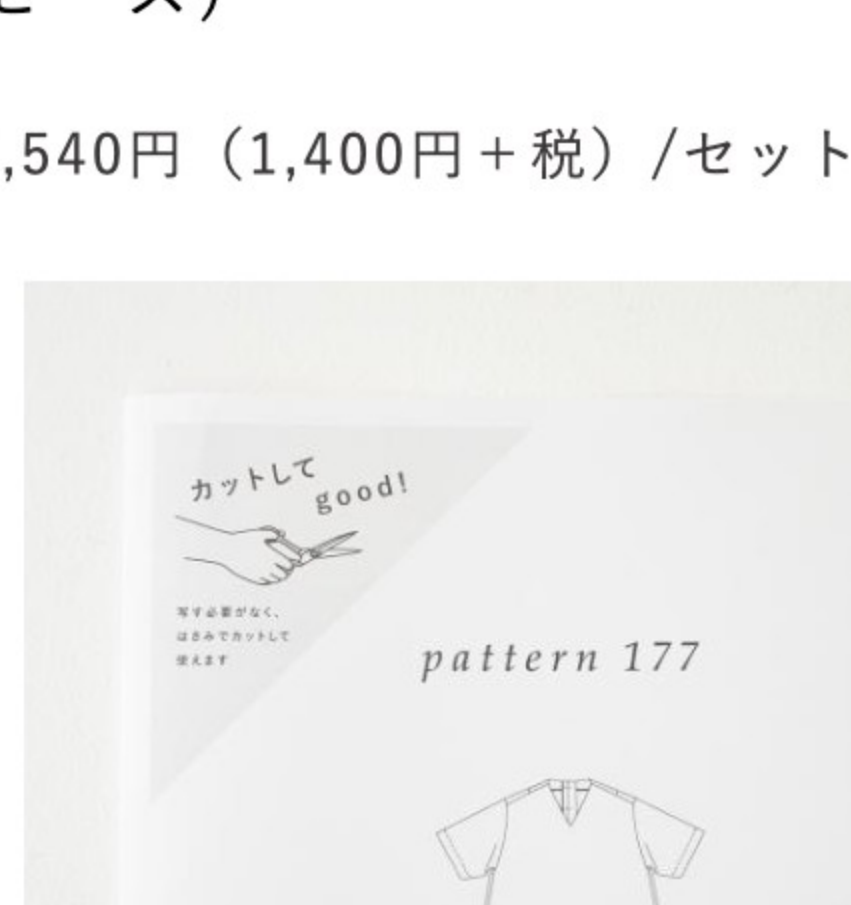 ,540円（1,400円＋税）/セット
カットして
good!
写す必要がなく、
はさみでカットして
使えます
pattern 177